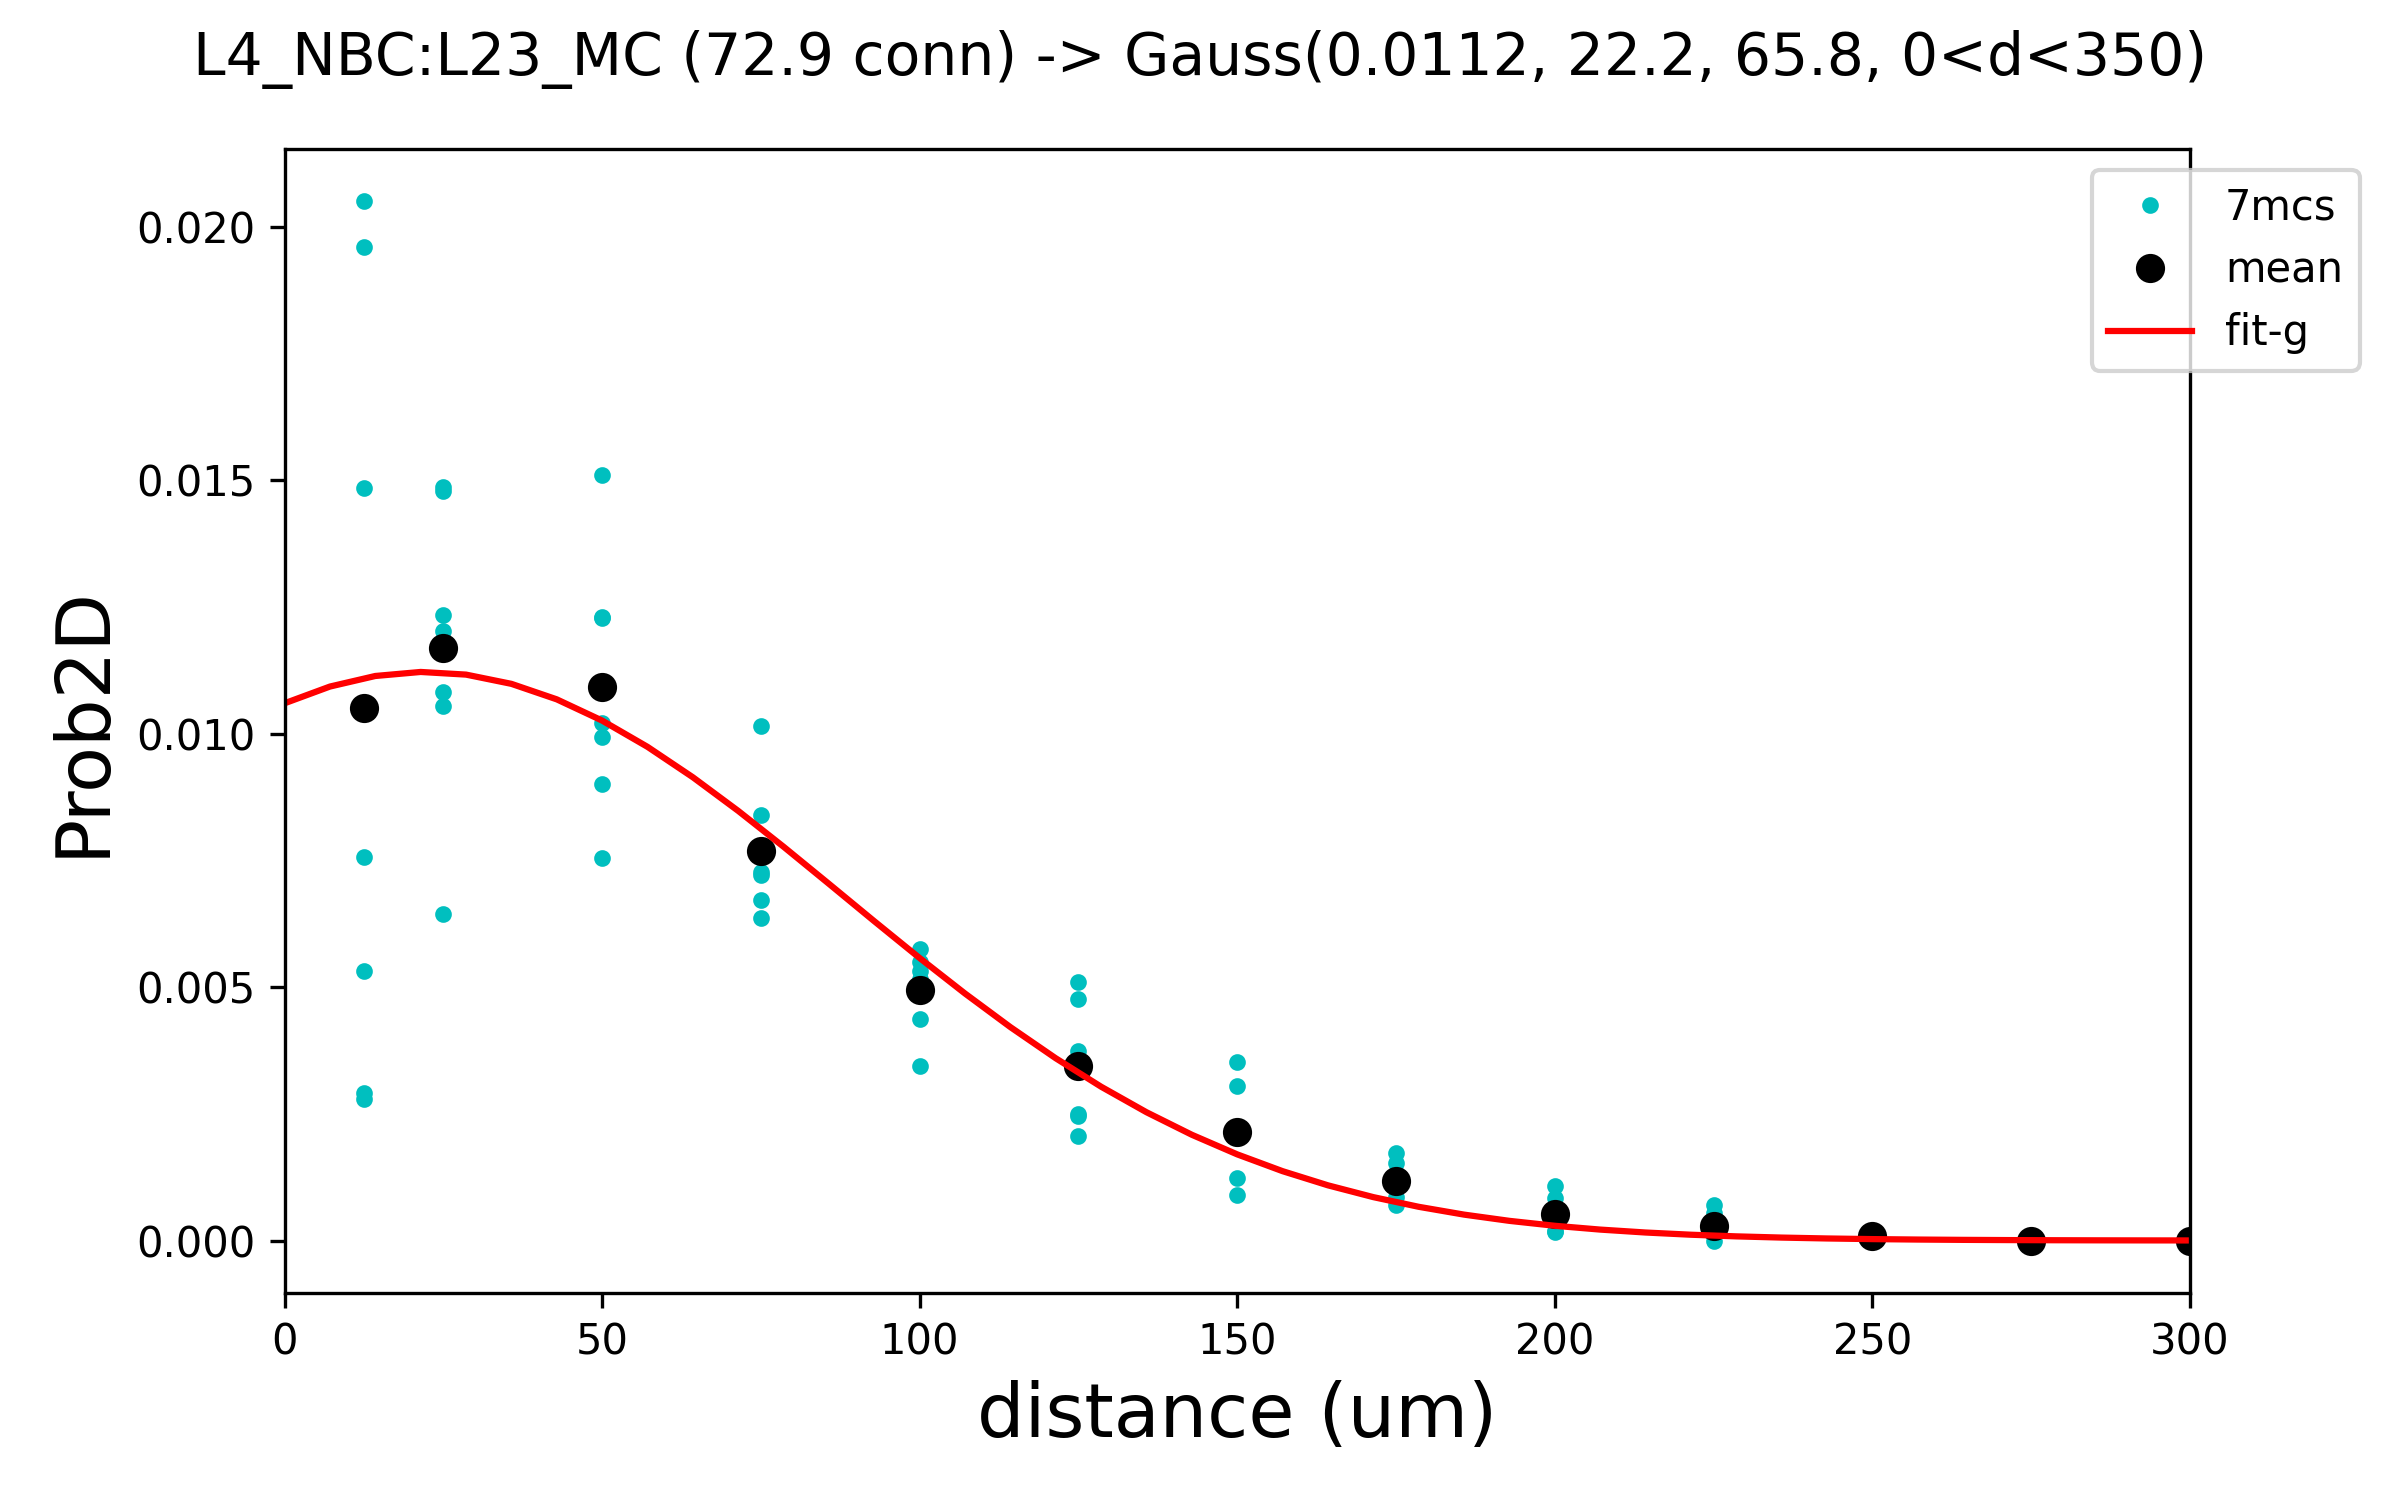 L4_NBC:L23_MC (72.9 conn) -> Gauss(0.0112, 22.2, 65.8, 0<d<350)
7mcs
mean
fit-g
0.020
0.015
0.010
0.005
0.000
Prob2D
0 50 100 150 200 250 300
distance (um)